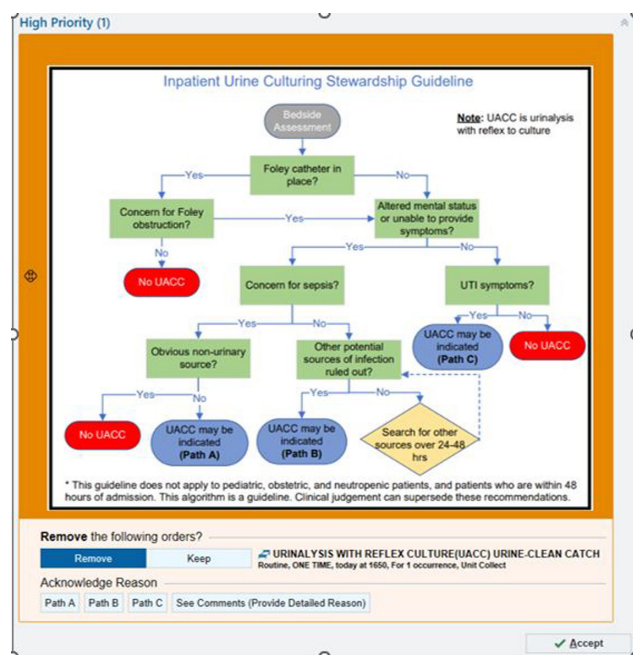 High Priority (1)
Inpatient Urine Culturing Stewardship Guideline
Bedside
Assessment
Note: UACC is urinalysis
with reflex to culture
Foley catheter in
place?
Yes
No
Concern for Foley
obstruction?
Yes
Altered mental status
or unable to provide
symptoms?
No
Yes
No
No UACC
Concern for sepsis?
UTI symptoms?
Yes
No
Yes
No
Obvious non-urinary
source?
Other potential
sources of infection
ruled out?
UACC may be
indicated
(Path C)
No UACC
Yes
No
Yes
No
No UACC
UACC may be
indicated
(Path A)
UACC may be
indicated
(Path B)
Search for other
sources over 24-48
hrs
* This guideline does not apply to pediatric, obstetric, and neutropenic patients, and patients who are within 48
hours of admission. This algorithm is a guideline. Clinical judgement can supersede these recommendations.
Remove the following orders?
Remove
Keep
URINALYSIS WITH REFLEX CULTURE(UACC) URINE-CLEAN CATCH
Routine, ONE TIME, today at 1650, For 1 occurrence, Unit Collect
Acknowledge Reason
Path A
Path B
Path C
See Comments (Provide Detailed Reason)
Accept